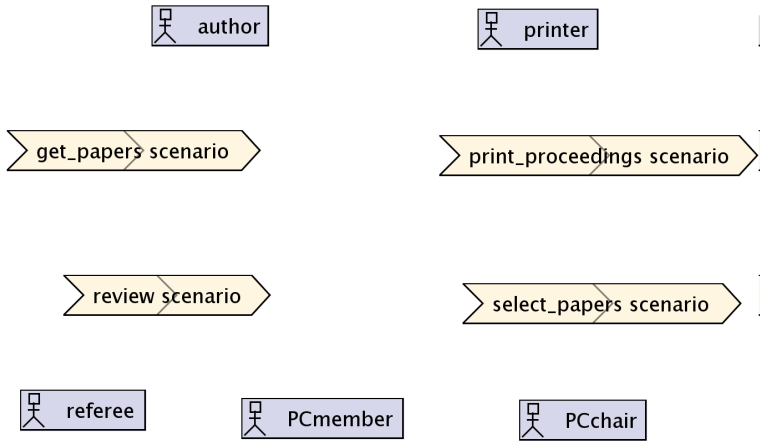 author
printer
get_papers scenario
print_proceedings scenario
review scenario
select_papers scenario
referee
PCmember
PCchair